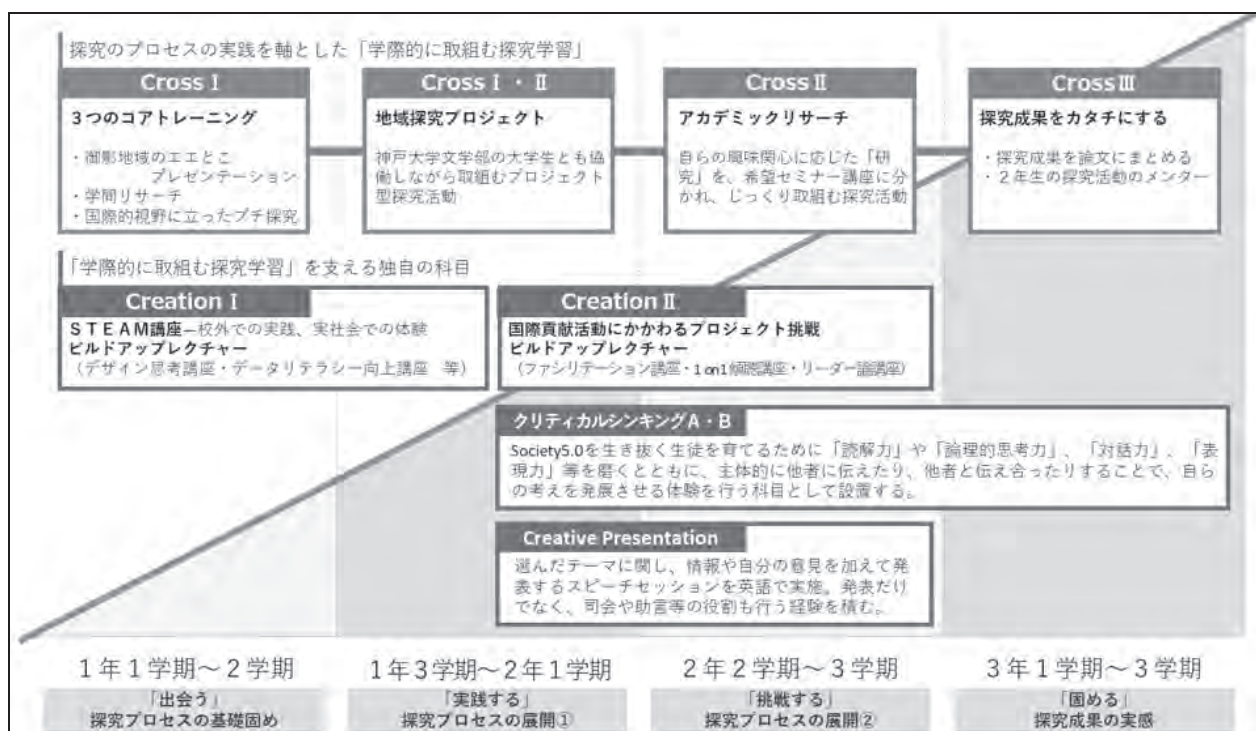 探究のプロセスの実践を軸とした「学際的に取組む探究学習」
Cross Ⅰ
3つのコアトレーニング
・御影地域のエエとこ
プレゼンテーション
・学問リサーチ
・国際的視野に立ったプチ探究
Cross Ⅰ・Ⅱ
地域探究プロジェクト
神戸大学文学部の大学生とも協
働しながら取組むプロジェクト
型探究活動
Cross Ⅱ
アカデミックリサーチ
自らの興味関心に応じた「研
究」を、希望セミナー講座に分
かれ、じっくり取組む探究活動
Cross Ⅲ
探究成果をカタチにする
・探究成果を論文にまとめる
・2年生の探究活動のメンター
「学際的に取組む探究学習」を支える独自の科目
Creation Ⅰ
STEAM講座–校外での実践、実社会での体験
ビルドアップレクチャー
（デザイン思考講座・データリテラシー向上講座　等）
Creation Ⅱ
国際貢献活動にかかわるプロジェクト挑戦
ビルドアップレクチャー
（ファシリテーション講座・1on1 講座・リーダー論講座）
クリティカルシンキングA・B
Society5.0を生き抜く生徒を育てるために「読解力」や「論理的思考力」、「対話力」、「表
現力」等を磨くとともに、主体的に他者に伝えたり、他者と伝え合ったりすることで、自ら
の考えを発展させる体験を行う科目として設置する。
Creative Presentation
選んだテーマに関し、情報や自分の意見を加えて発
表するスピーチセッションを英語で実施。発表だけ
でなく、司会や助言等の役割も行う経験を積む。
1年1学期～2学期
「出会う」
探究プロセスの基礎固め
1年3学期～2年1学期
「実践する」
探究プロセスの展開①
2年2学期～3学期
「挑戦する」
探究プロセスの展開②
3年1学期～3学期
「固める」
探究成果の実感